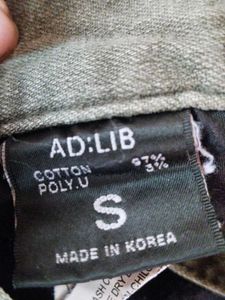 AD:LIB
COTTON 97%
POLY.U 3%
S
MADE IN KOREA